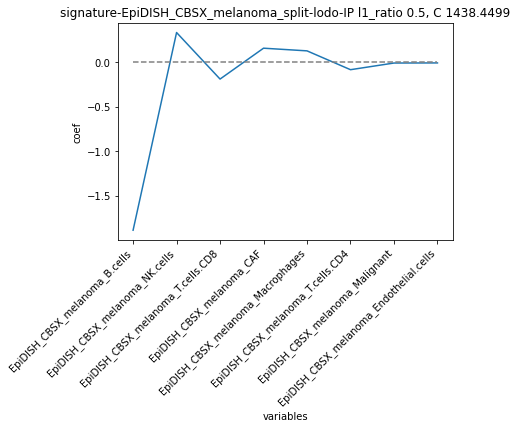 signature-EpiDISH_CBSX_melanoma_split-lodo-IP l1_ratio 0.5, C 1438.4499
0.0
−0.5
−1.0
−1.5
coef
EpiDISH_CBSX_melanoma_B.cells
EpiDISH_CBSX_melanoma_NK.cells
EpiDISH_CBSX_melanoma_T.cells.CD8
EpiDISH_CBSX_melanoma_CAF
EpiDISH_CBSX_melanoma_Macrophages
EpiDISH_CBSX_melanoma_T.cells.CD4
EpiDISH_CBSX_melanoma_Malignant
EpiDISH_CBSX_melanoma_Endothelial.cells
variables